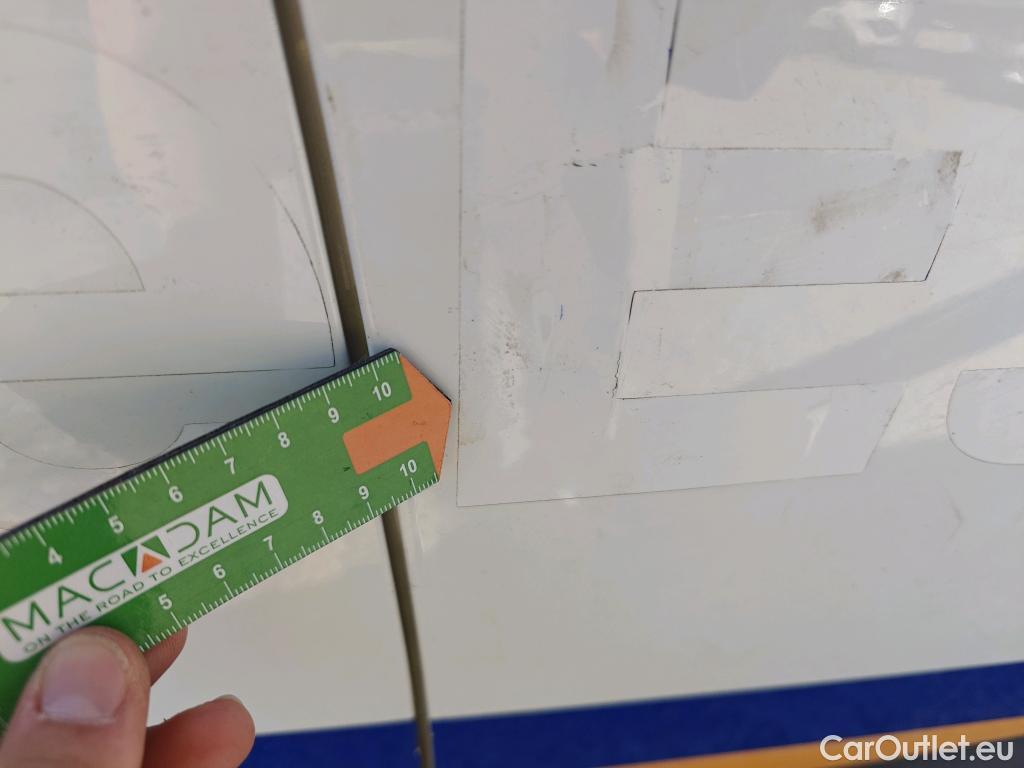 4 5 6 7 8 9 10
MACADAM
ON THE ROAD TO EXCELLENCE
5 6 7 8 9 10
CarOutlet.eu